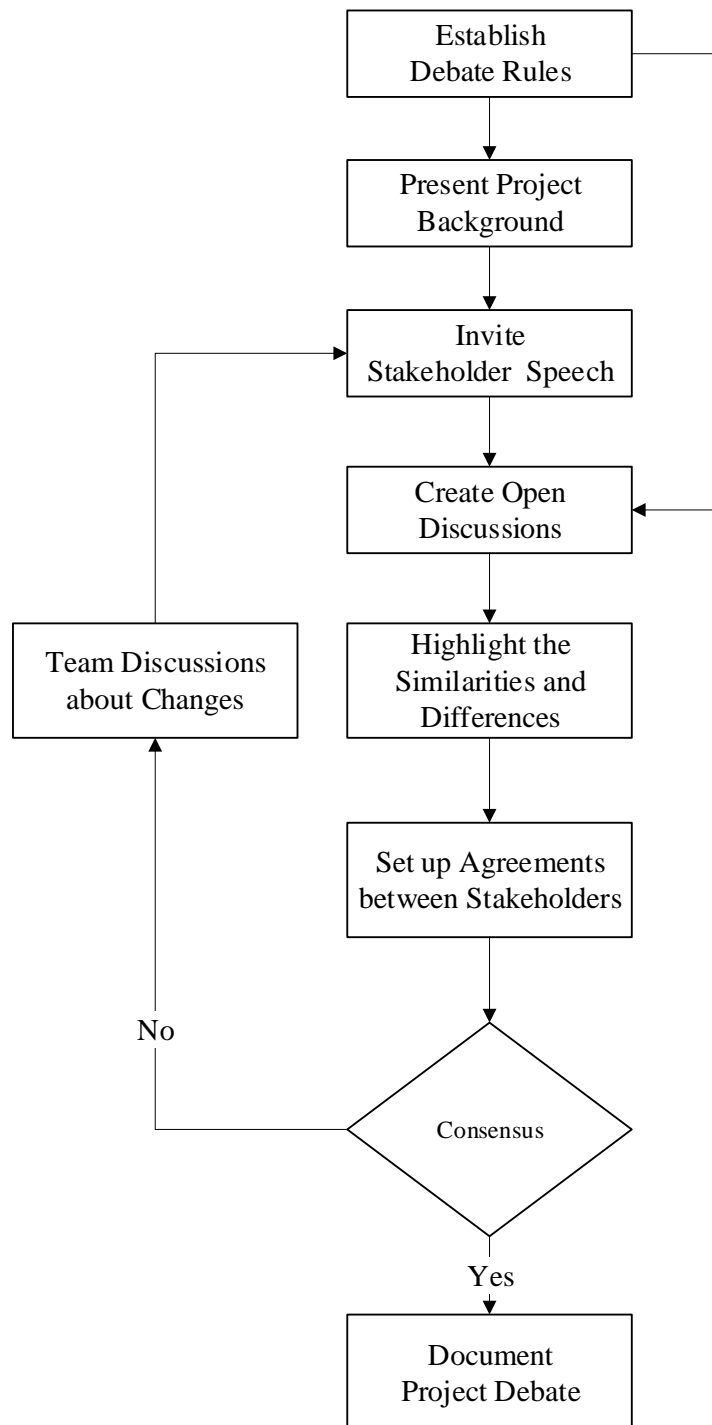 Establish
Debate Rules
Present Project
Background
Invite
Stakeholder  Speech
Create Open
Discussions
Team Discussions
about Changes
Highlight the
Similarities and
Differences
Set up Agreements
between Stakeholders
No
Consensus
Yes
Document
Project Debate